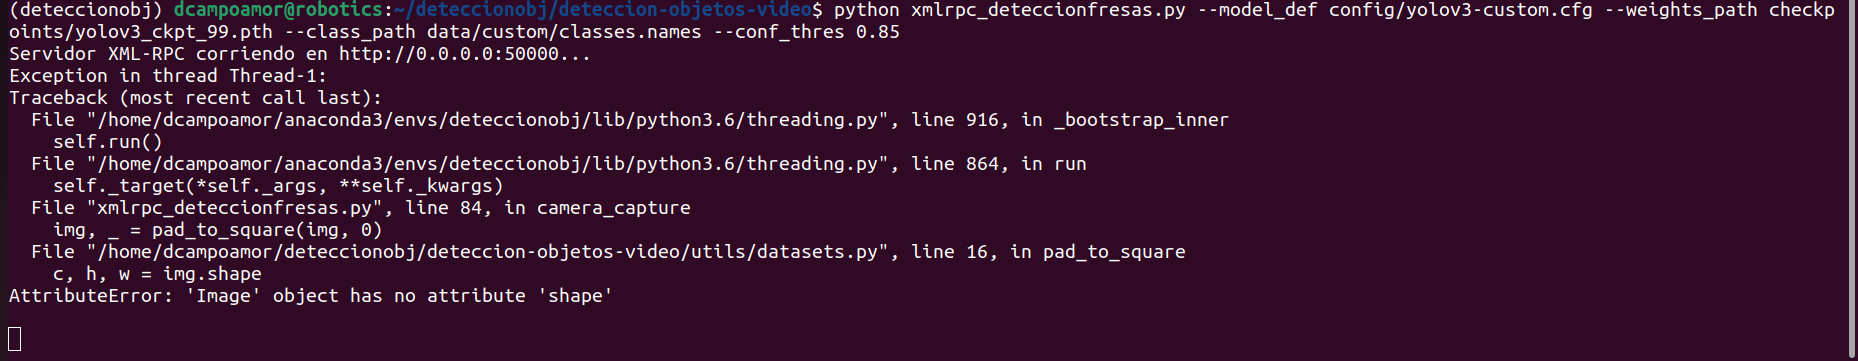 (deteccionobj) dcampoamor@robotics:~/deteccionobj/deteccion-objetos-video$ python xmlrpc_deteccionfresas.py --model_def config/yolov3-custom.cfg --weights_path checkp
oints/yolov3_ckpt_99.pth --class_path data/custom/classes.names --conf_thres 0.85
Servidor XML-RPC corriendo en http://0.0.0.0:50000...
Exception in thread Thread-1:
Traceback (most recent call last):
  File "/home/dcampoamor/anaconda3/envs/deteccionobj/lib/python3.6/threading.py", line 916, in _bootstrap_inner
    self.run()
  File "/home/dcampoamor/anaconda3/envs/deteccionobj/lib/python3.6/threading.py", line 864, in run
    self._target(*self._args, **self._kwargs)
  File "xmlrpc_deteccionfresas.py", line 84, in camera_capture
    img, _ = pad_to_square(img, 0)
  File "/home/dcampoamor/deteccionobj/deteccion-objetos-video/utils/datasets.py", line 16, in pad_to_square
    c, h, w = img.shape
AttributeError: 'Image' object has no attribute 'shape'